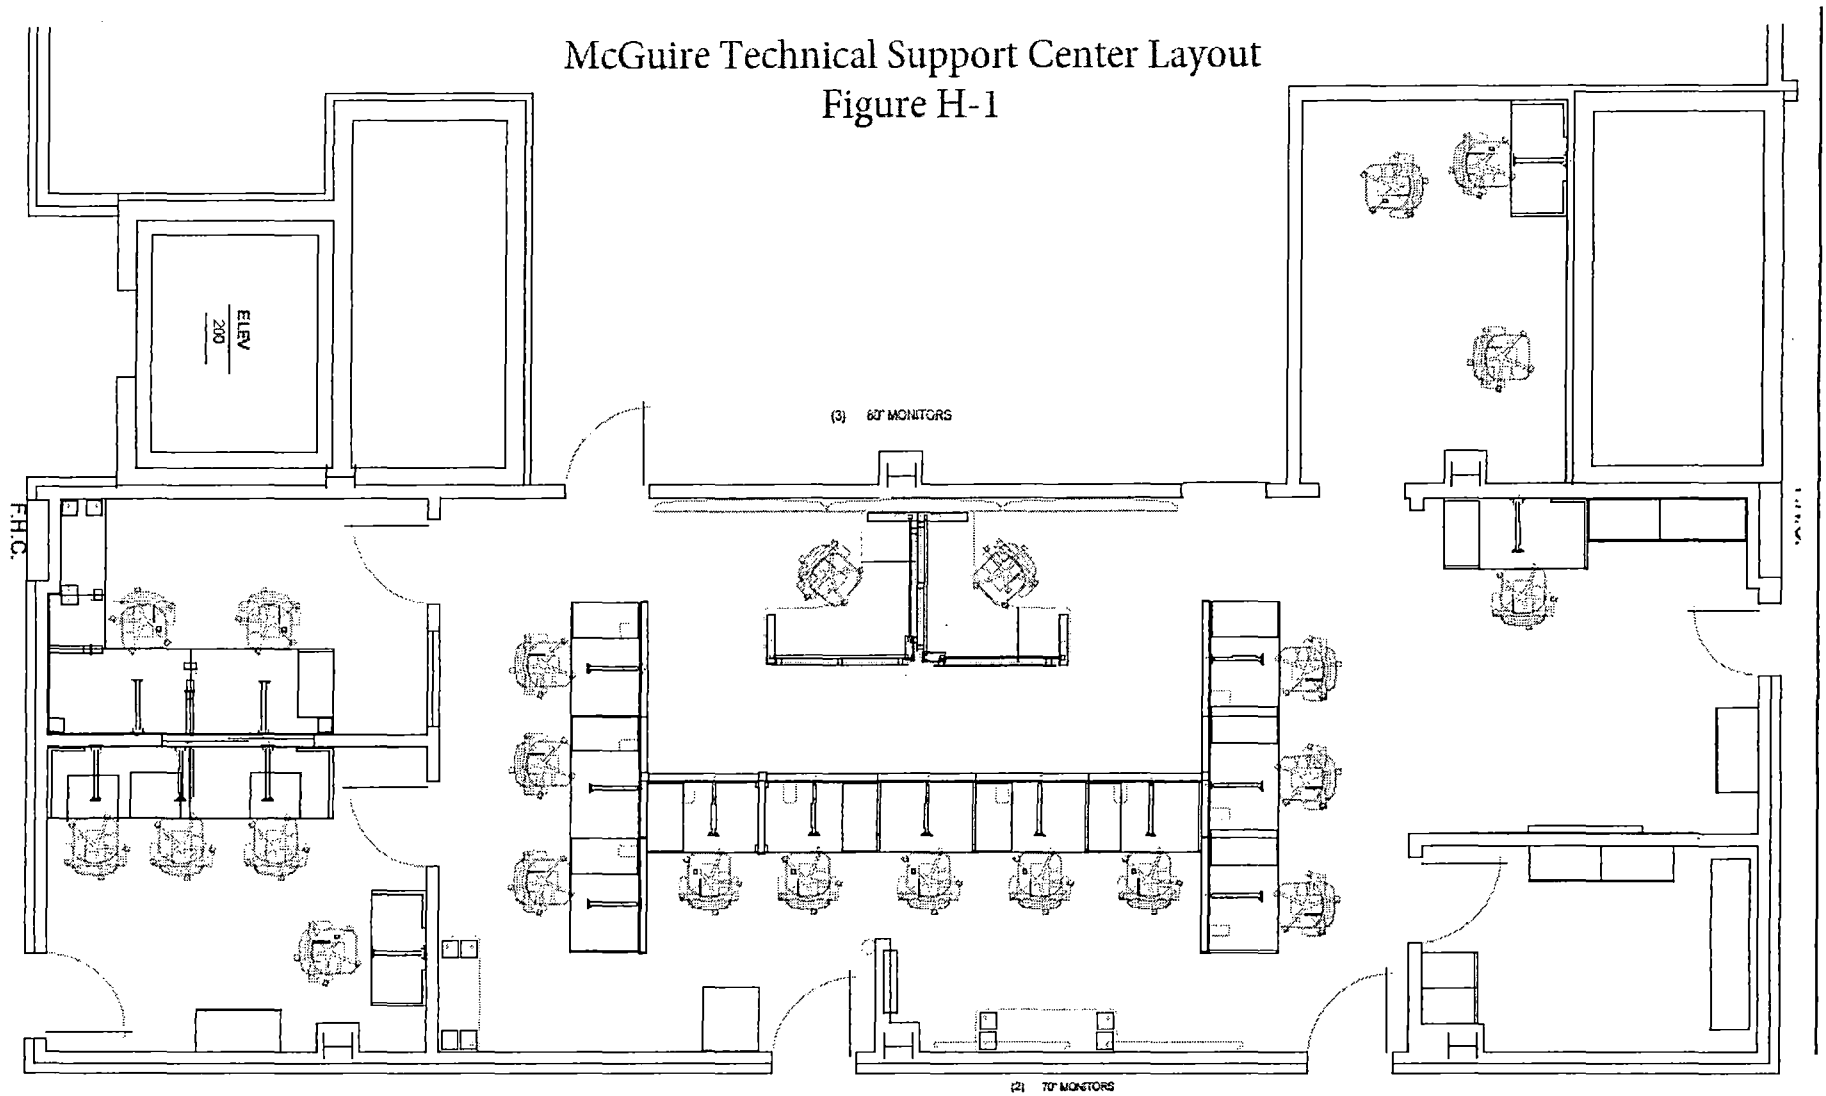 McGuire Technical Support Center Layout
Figure H-1
ELEV
200
(3) 60" MONITORS
F.H.C.
(2) 70" MONITORS